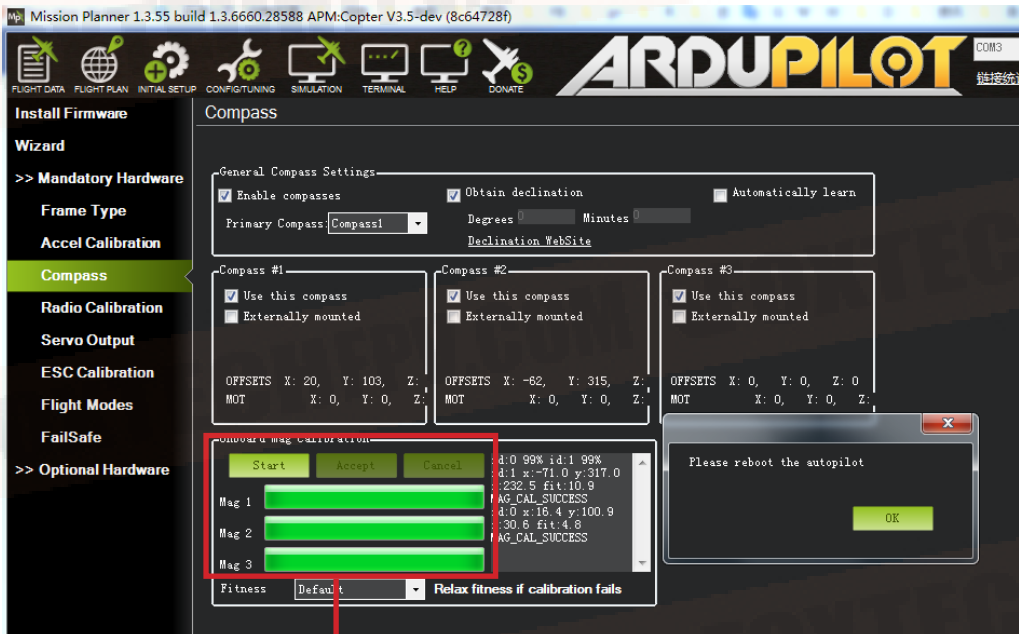 Mission Planner 1.3.55 build 1.3.6660.28588 APM:Copter V3.5-dev (8c64728f)
FLIGHT DATA FLIGHT PLAN INITIAL SETUP CONFIG/TUNING SIMULATION TERMINAL HELP DONATE
ARDUPILOT
COM3
链接统
Install Firmware
Wizard
>> Mandatory Hardware
Frame Type
Accel Calibration
Compass
Radio Calibration
Servo Output
ESC Calibration
Flight Modes
FailSafe
>> Optional Hardware
Compass
General Compass Settings
Enable compasses
Obtain declination
Automatically learn
Primary Compass: Compass1
Degrees 0 Minutes 0
Declination WebSite
Compass #1
Use this compass
Externally mounted
OFFSETS X: 20, Y: 103, Z:
MOT X: 0, Y: 0, Z:
Compass #2
Use this compass
Externally mounted
OFFSETS X: -62, Y: 315, Z:
MOT X: 0, Y: 0, Z:
Compass #3
Use this compass
Externally mounted
OFFSETS X: 0, Y: 0, Z: 0
MOT X: 0, Y: 0, Z:
Onboard Mag Calibration
Start Accept Cancel
Mag 1
Mag 2
Mag 3
id:0 99% id:1 99%
id:1 x:-71.0 y:317.0
:232.5 fit:10.9
MAG_CAL_SUCCESS
id:0 x:16.4 y:100.9
:30.6 fit:4.8
MAG_CAL_SUCCESS
Fitness Default Relax fitness if calibration fails
Please reboot the autopilot
OK